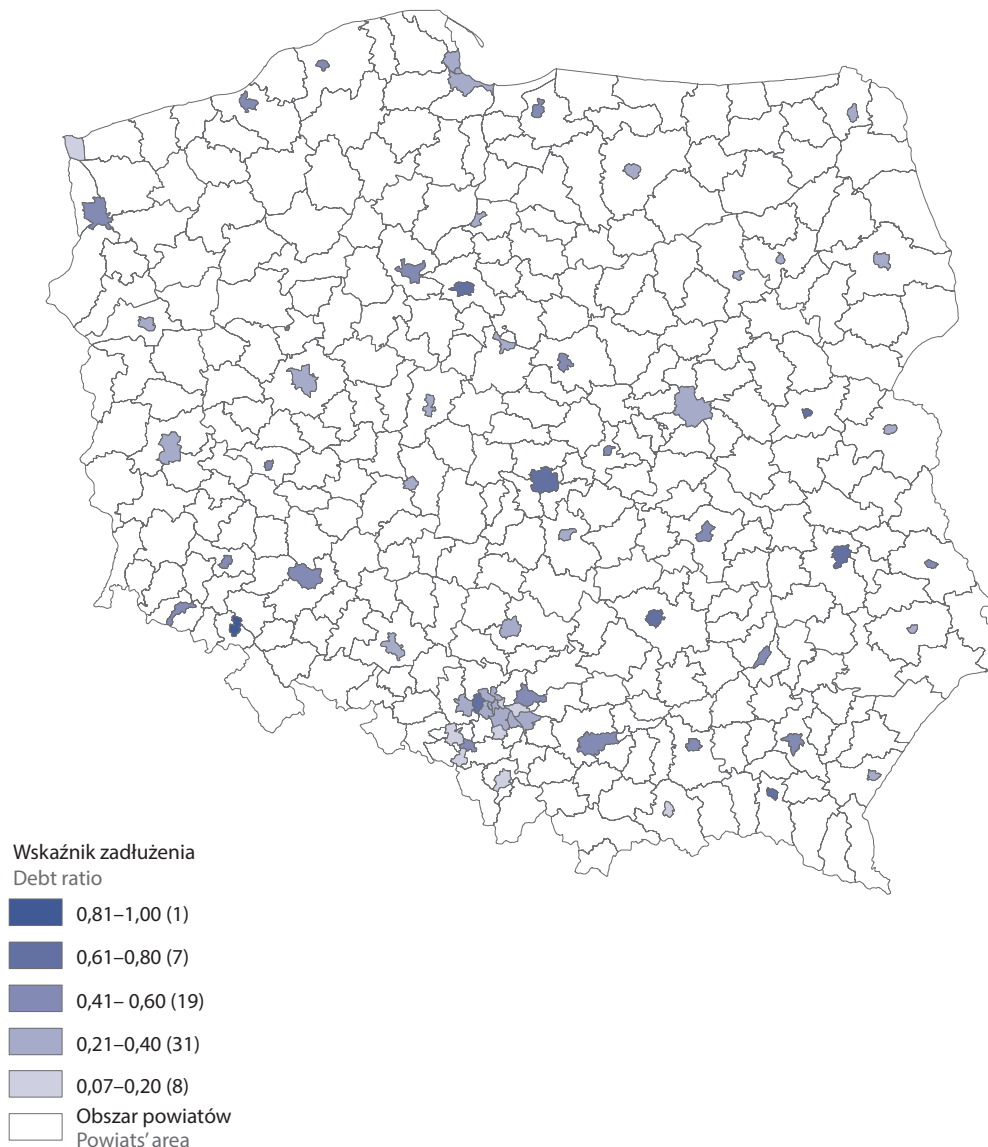 Wskaźnik zadłużenia
Debt ratio
0,81–1,00 (1)
0,61–0,80 (7)
0,41– 0,60 (19)
0,21–0,40 (31)
0,07–0,20 (8)
Obszar powiatów
Powiats' area